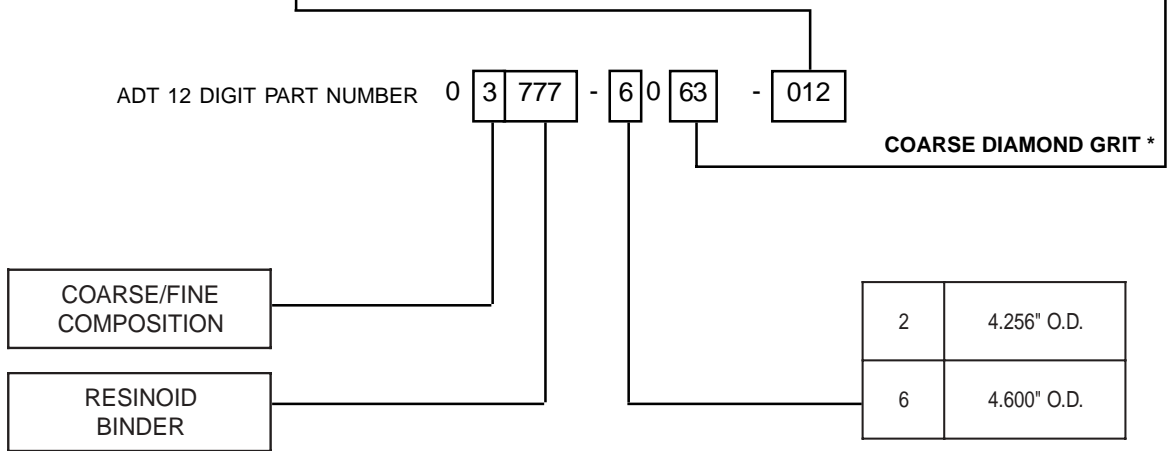 ADT 12 DIGIT PART NUMBER 0 3 777 - 6 0 63 - 012
COARSE DIAMOND GRIT *
COARSE/FINE
COMPOSITION
RESINOID
BINDER
2 4.256" O.D.
6 4.600" O.D.